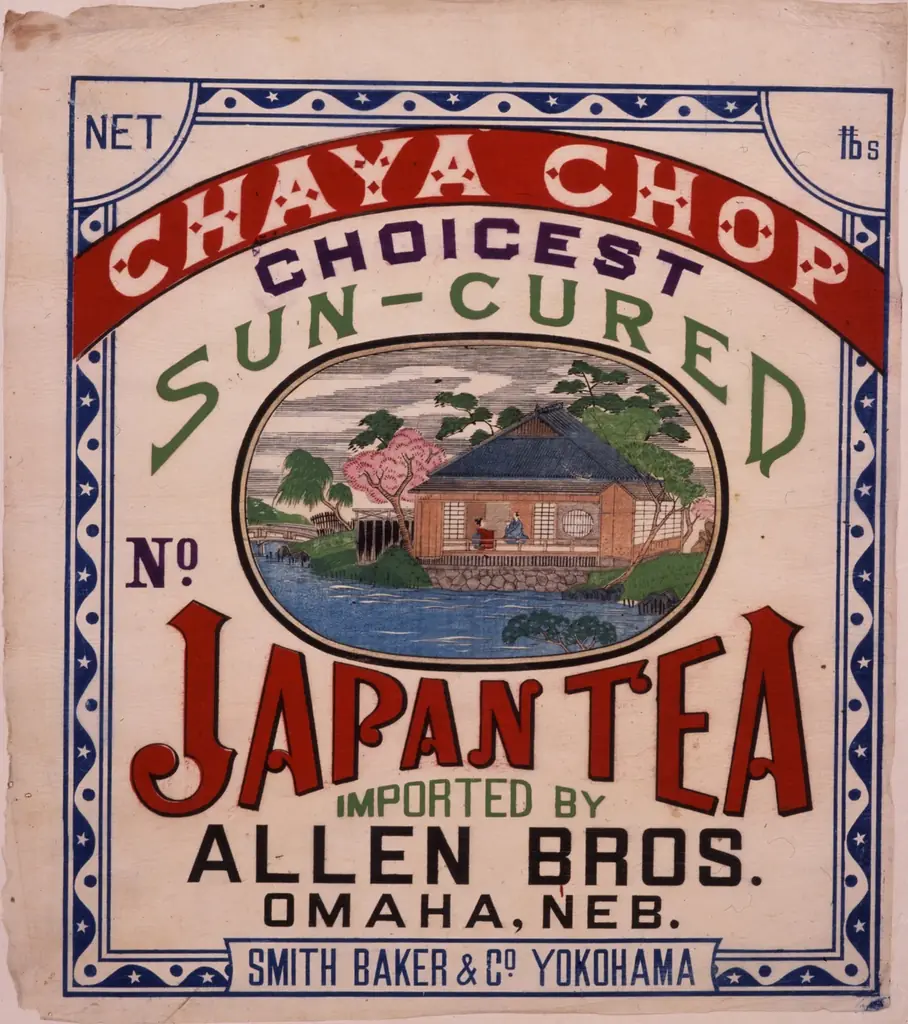 NET
lbs
CHAYA CHOP
CHOICEST
SUN-CURED
No.
JAPAN TEA
IMPORTED BY
ALLEN BROS.
OMAHA, NEB.
SMITH BAKER & Co. YOKOHAMA